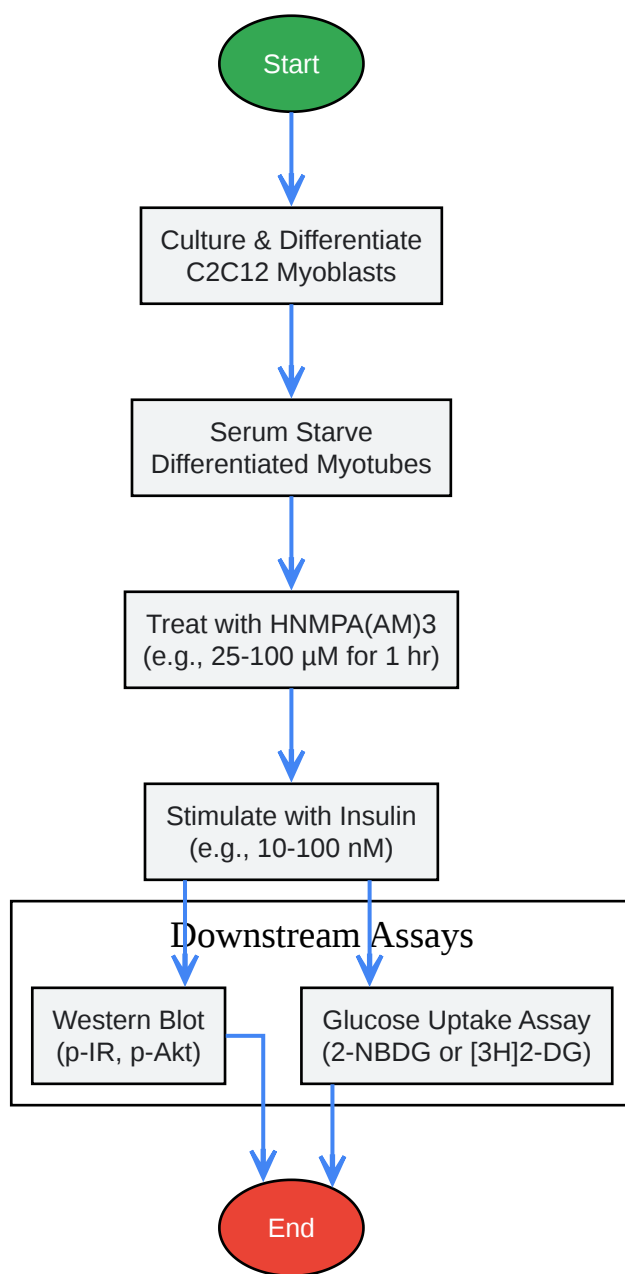 Start
Culture & Differentiate
C2C12 Myoblasts
Serum Starve
Differentiated Myotubes
Treat with HNMPA(AM)3
(e.g., 25-100 µM for 1 hr)
Stimulate with Insulin
(e.g., 10-100 nM)
Downstream Assays
Western Blot
(p-IR, p-Akt)
Glucose Uptake Assay
(2-NBDG or [3H]2-DG)
End